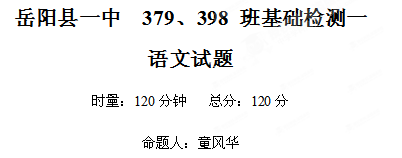 岳阳县一中 379、398 班基础检测一
语文试题
时量：120 分钟 总分：120 分
命题人：童风华